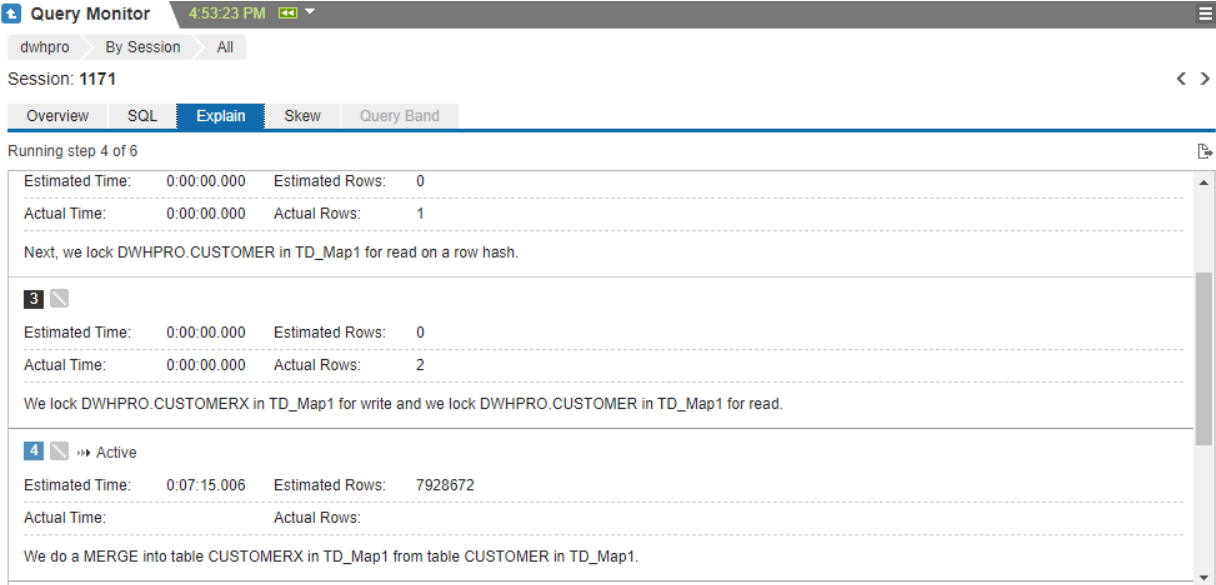 Query Monitor 4:53:23 PM
dwhpro By Session All
Session: 1171
Overview SQL Explain Skew Query Band
Running step 4 of 6
Estimated Time: 0:00:00.000 Estimated Rows: 0
Actual Time: 0:00:00.000 Actual Rows: 1
Next, we lock DWHPRO.CUSTOMER in TD_Map1 for read on a row hash.
3
Estimated Time: 0:00:00.000 Estimated Rows: 0
Actual Time: 0:00:00.000 Actual Rows: 2
We lock DWHPRO.CUSTOMERX in TD_Map1 for write and we lock DWHPRO.CUSTOMER in TD_Map1 for read.
4 Active
Estimated Time: 0:07:15.006 Estimated Rows: 7928672
Actual Time: Actual Rows:
We do a MERGE into table CUSTOMERX in TD_Map1 from table CUSTOMER in TD_Map1.